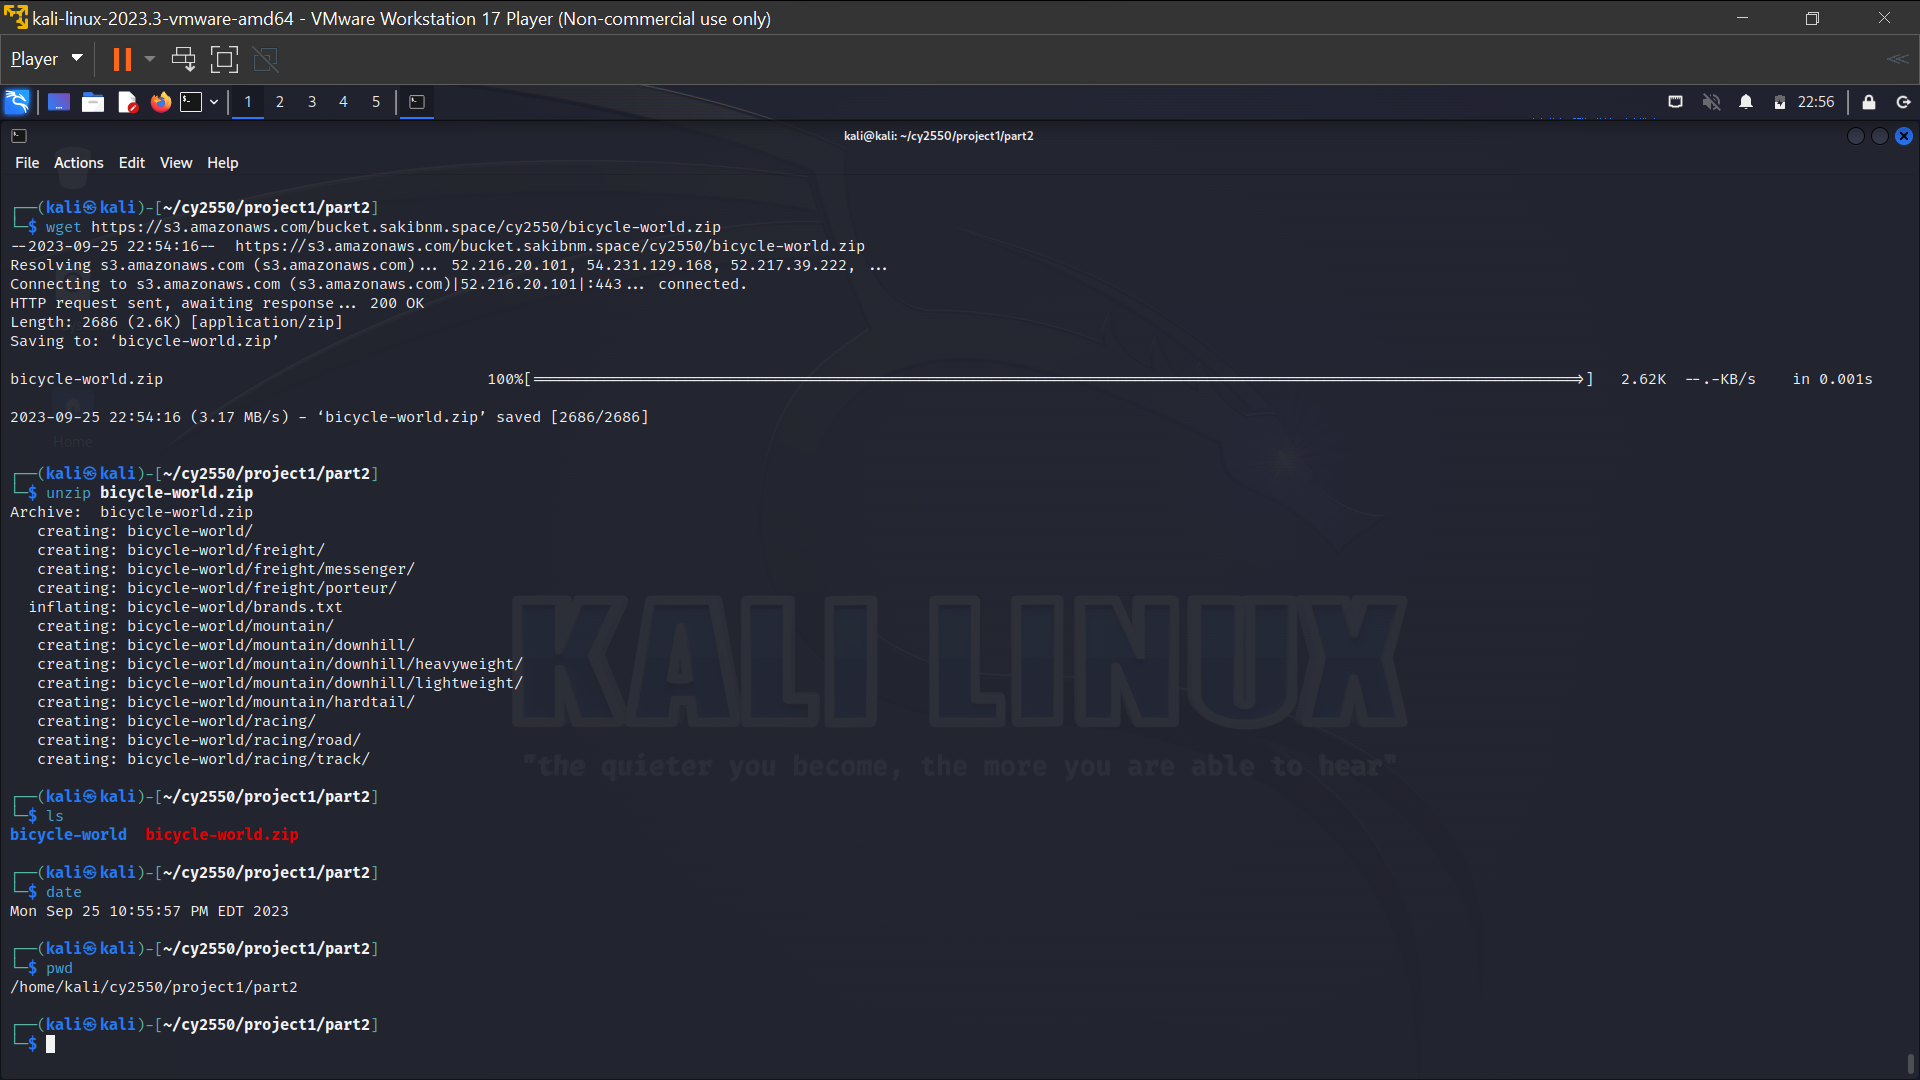 kali-linux-2023.3-vmware-amd64 - VMware Workstation 17 Player (Non-commercial use only)
Player
1 2 3 4 5
22:56
kali@kali: ~/cy2550/project1/part2
File Actions Edit View Help
┌──(kali㉿kali)-[~/cy2550/project1/part2]
└─$ wget https://s3.amazonaws.com/bucket.sakibnm.space/cy2550/bicycle-world.zip
--2023-09-25 22:54:16--  https://s3.amazonaws.com/bucket.sakibnm.space/cy2550/bicycle-world.zip
Resolving s3.amazonaws.com (s3.amazonaws.com)... 52.216.20.101, 54.231.129.168, 52.217.39.222, ...
Connecting to s3.amazonaws.com (s3.amazonaws.com)|52.216.20.101|:443... connected.
HTTP request sent, awaiting response... 200 OK
Length: 2686 (2.6K) [application/zip]
Saving to: ‘bicycle-world.zip’
bicycle-world.zip 100%[===================>] 2.62K --.-KB/s in 0.001s
2023-09-25 22:54:16 (3.17 MB/s) - ‘bicycle-world.zip’ saved [2686/2686]
Home
┌──(kali㉿kali)-[~/cy2550/project1/part2]
└─$ unzip bicycle-world.zip
Archive:  bicycle-world.zip
   creating: bicycle-world/
   creating: bicycle-world/freight/
   creating: bicycle-world/freight/messenger/
   creating: bicycle-world/freight/porteur/
  inflating: bicycle-world/brands.txt
   creating: bicycle-world/mountain/
   creating: bicycle-world/mountain/downhill/
   creating: bicycle-world/mountain/downhill/heavyweight/
   creating: bicycle-world/mountain/downhill/lightweight/
   creating: bicycle-world/mountain/hardtail/
   creating: bicycle-world/racing/
   creating: bicycle-world/racing/road/
   creating: bicycle-world/racing/track/
KALI LINUX
"the quieter you become, the more you are able to hear"
┌──(kali㉿kali)-[~/cy2550/project1/part2]
└─$ ls
bicycle-world  bicycle-world.zip
┌──(kali㉿kali)-[~/cy2550/project1/part2]
└─$ date
Mon Sep 25 10:55:57 PM EDT 2023
┌──(kali㉿kali)-[~/cy2550/project1/part2]
└─$ pwd
/home/kali/cy2550/project1/part2
┌──(kali㉿kali)-[~/cy2550/project1/part2]
└─$